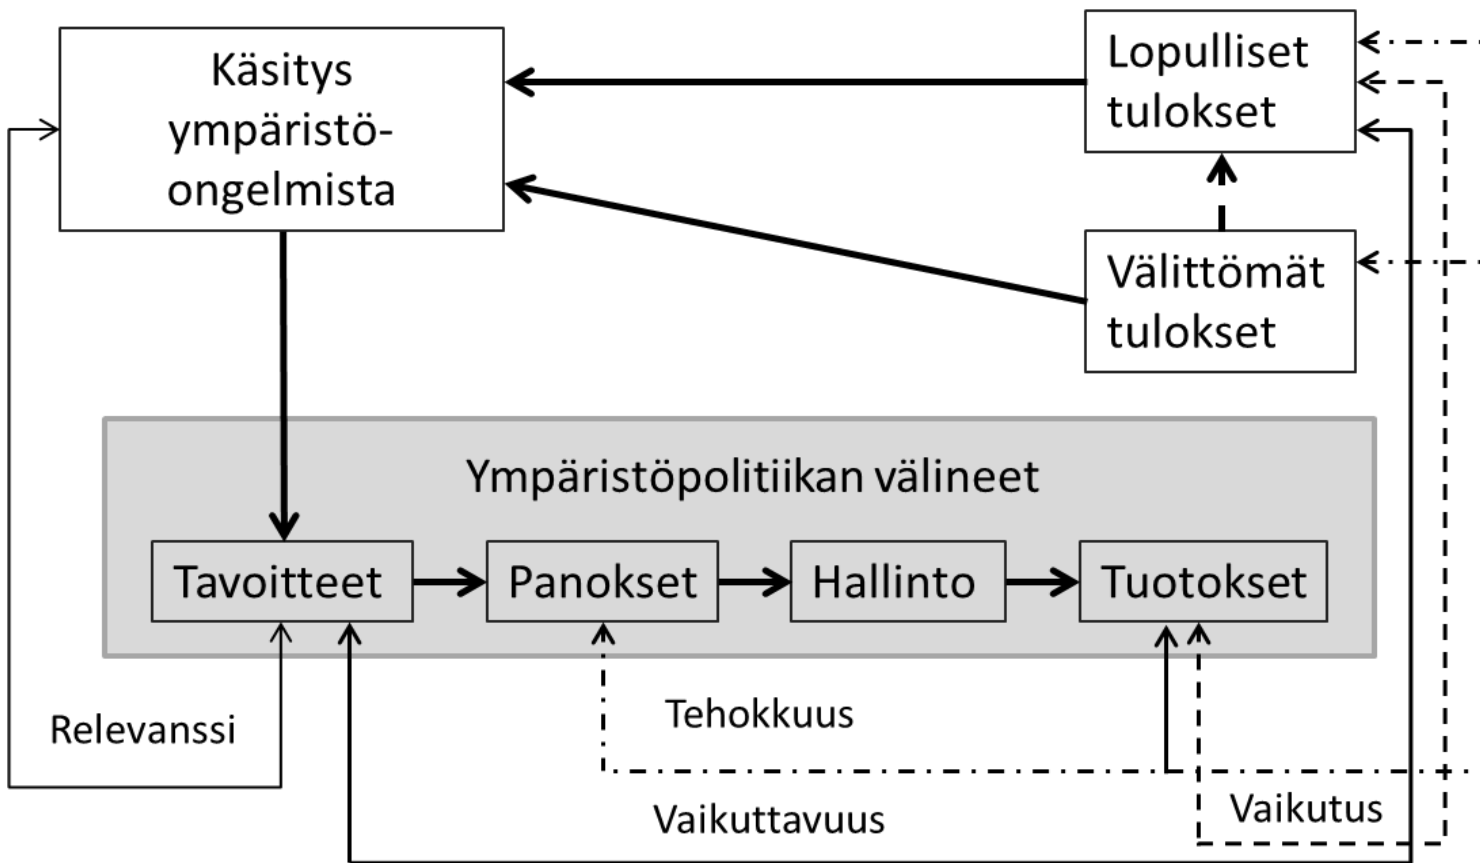 Käsitys
ympäristö-
ongelmista
Lopulliset
tulokset
Välittömät
tulokset
Ympäristöpolitiikan välineet
Tavoitteet
Panokset
Hallinto
Tuotokset
Relevanssi
Tehokkuus
Vaikuttavuus
Vaikutus